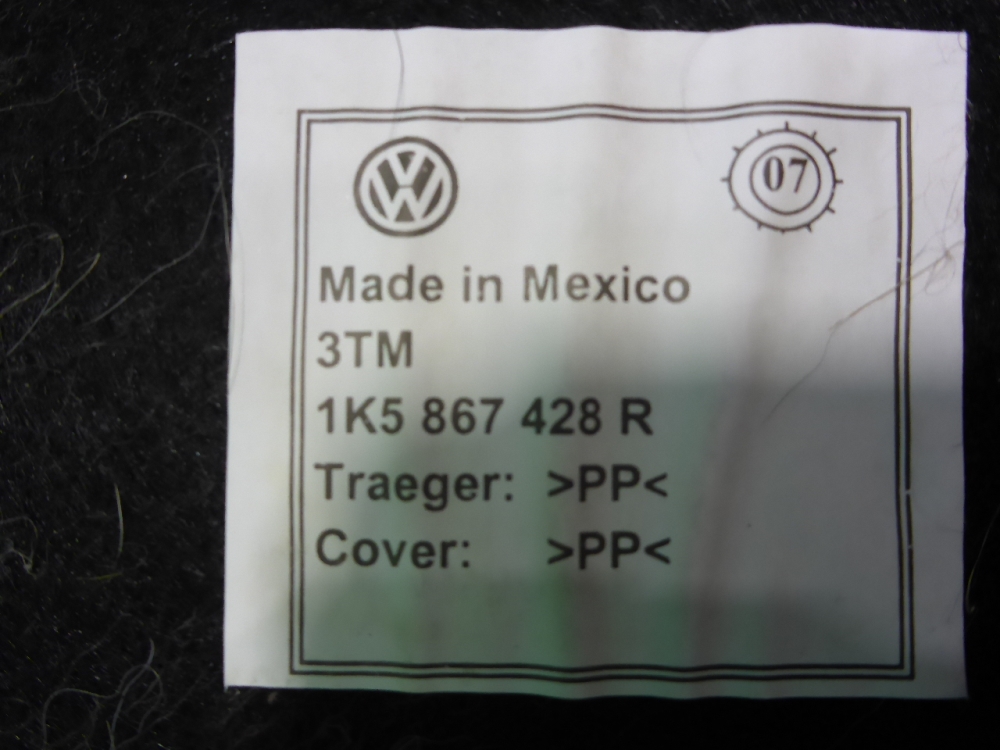 07
Made in Mexico
3TM
1K5 867 428 R
Traeger: >PP<
Cover: >PP<